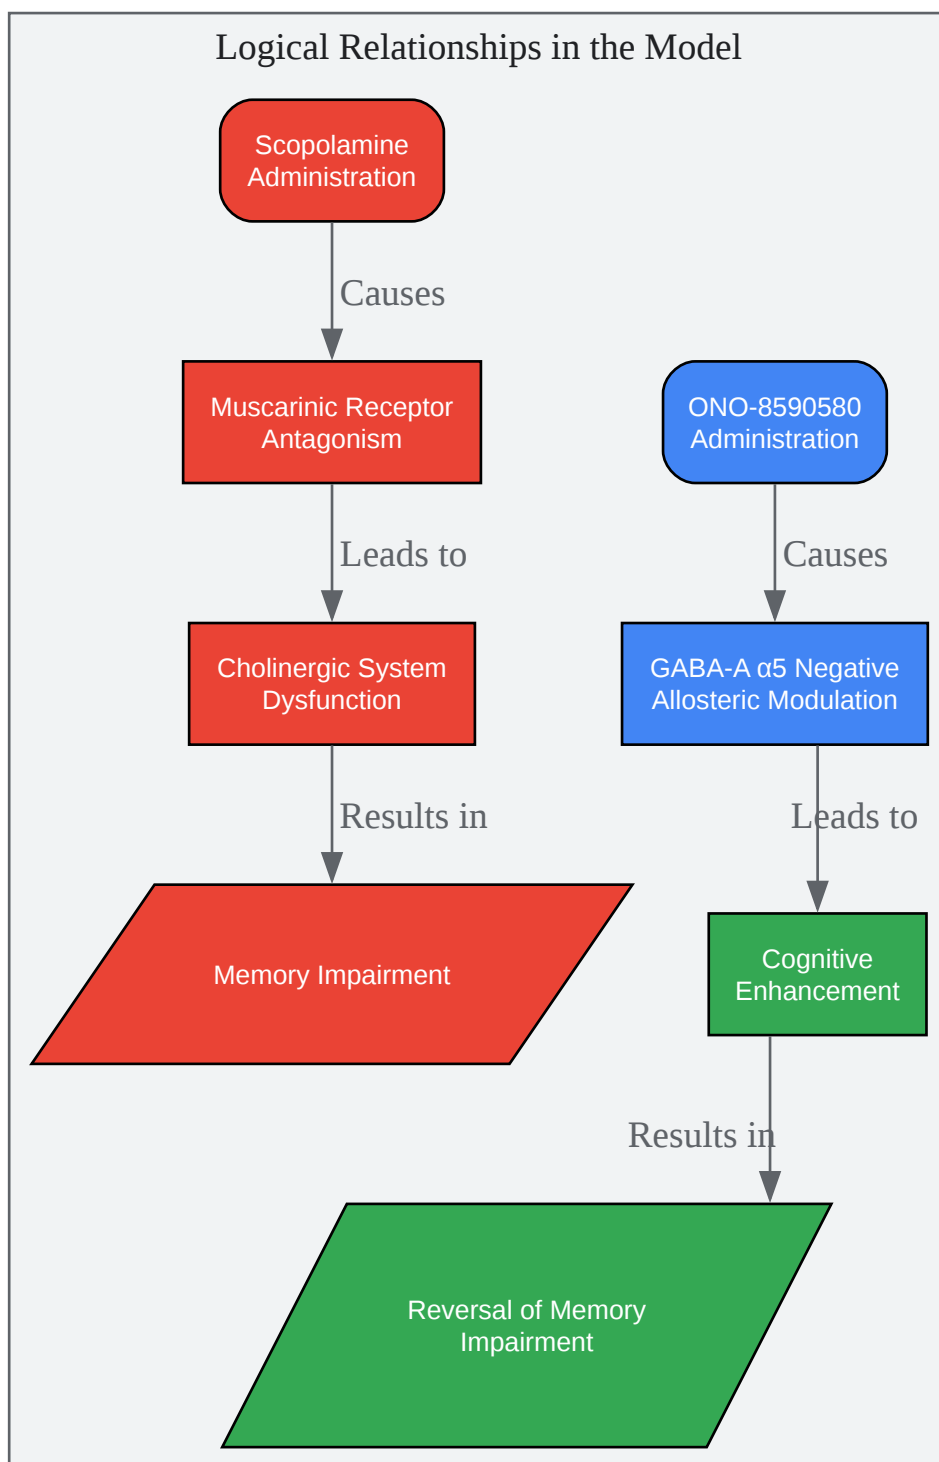 Logical Relationships in the Model
Scopolamine
Administration
Causes
Muscarinic Receptor
Antagonism
ONO-8590580
Administration
Leads to
Causes
Cholinergic System
Dysfunction
GABA-A α5 Negative
Allosteric Modulation
Results in
Leads to
Memory Impairment
Cognitive
Enhancement
Results in
Reversal of Memory
Impairment